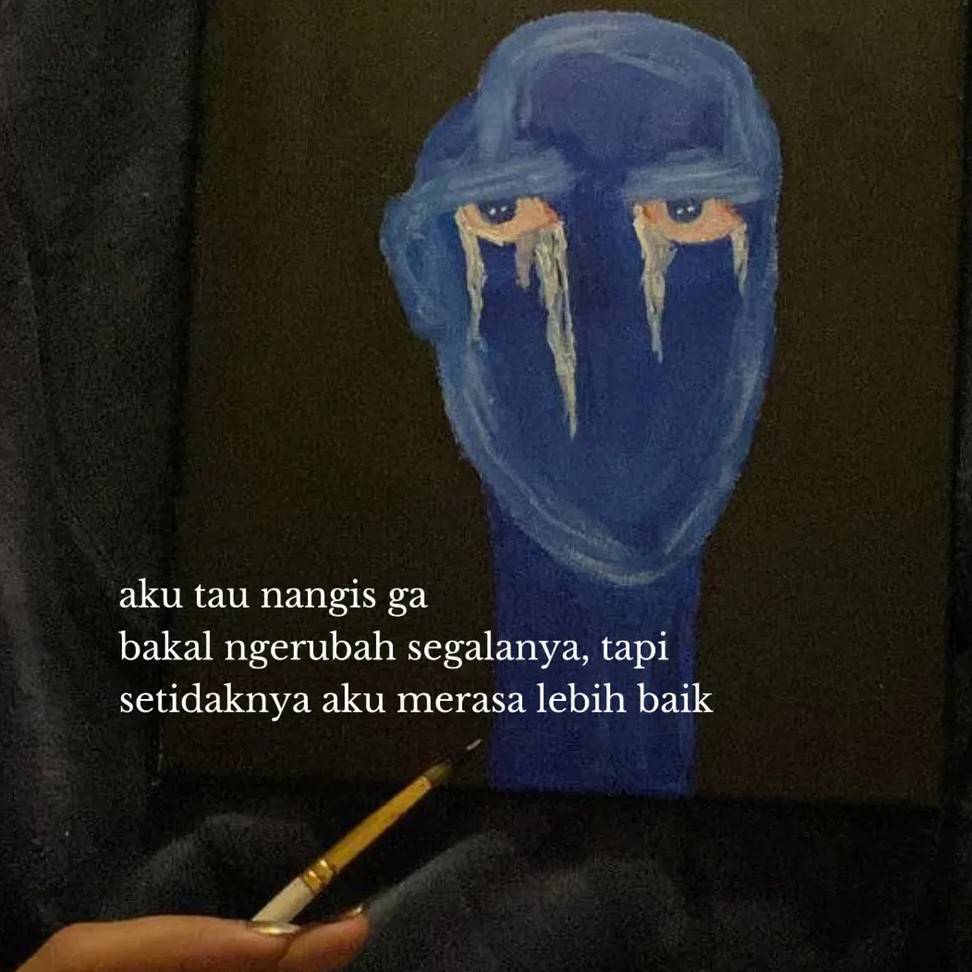 aku tau nangis ga
bakal ngerubah segalanya, tapi
setidaknya aku merasa lebih baik